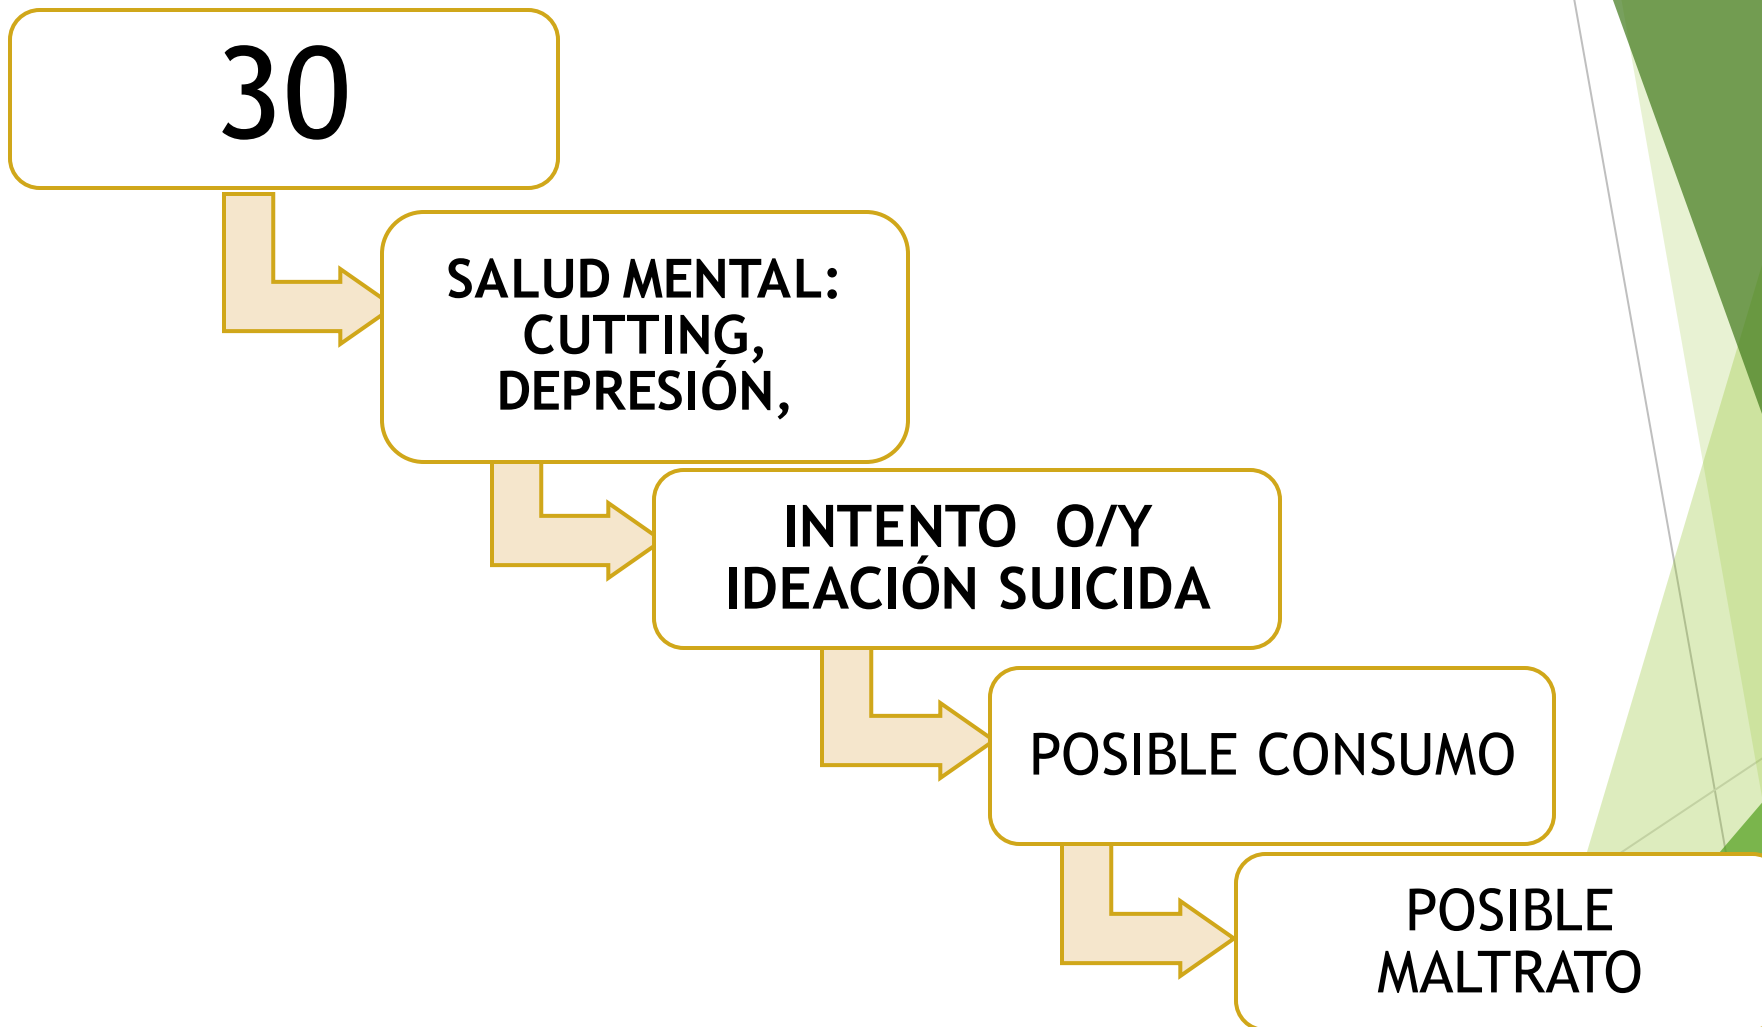 30
SALUD MENTAL:
CUTTING,
DEPRESIÓN,
INTENTO  O/Y
IDEACIÓN SUICIDA
POSIBLE CONSUMO
POSIBLE
MALTRATO